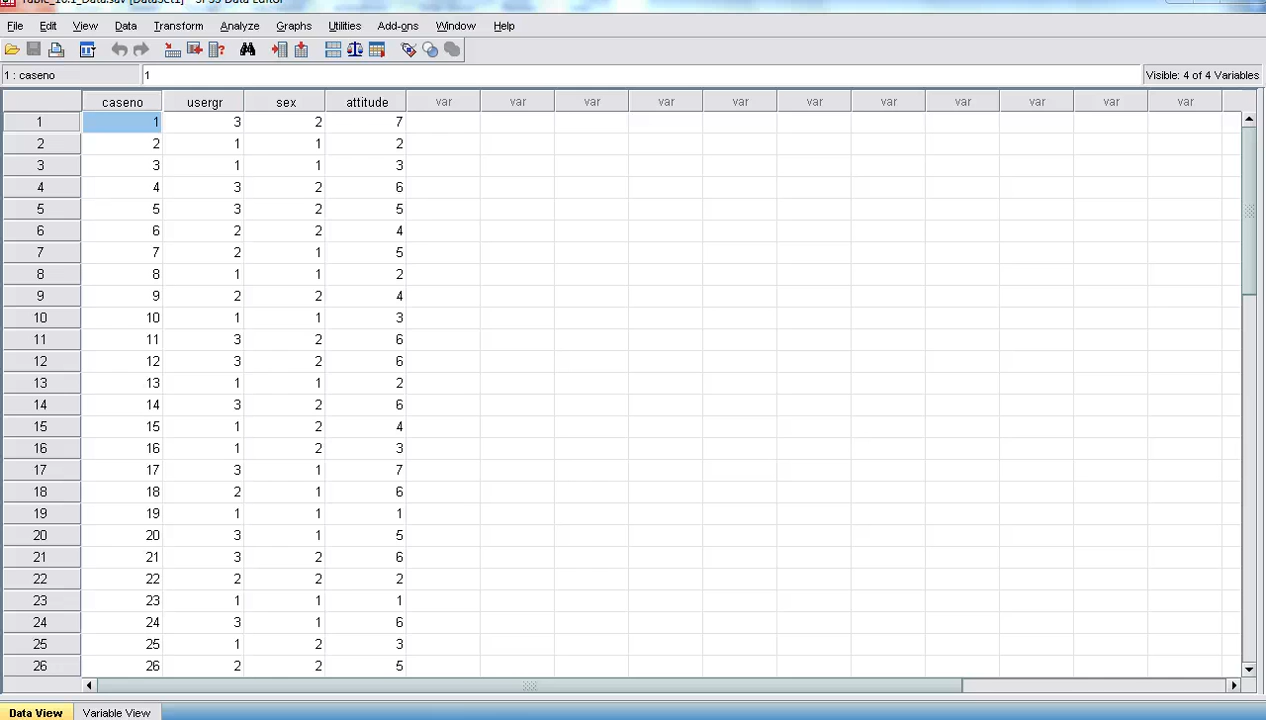 File Edit View Data Transform Analyze Graphs Utilities Add-ons Window Help
1 : caseno 1 Visible: 4 of 4 Variables
caseno usergr sex attitude var var var var var var var var var var var
1 1 3 2 7
2 2 1 1 2
3 3 1 1 3
4 4 3 2 6
5 5 3 2 5
6 6 2 2 4
7 7 2 1 5
8 8 1 1 2
9 9 2 2 4
10 10 1 1 3
11 11 3 2 6
12 12 3 2 6
13 13 1 1 2
14 14 3 2 6
15 15 1 2 4
16 16 1 2 3
17 17 3 1 7
18 18 2 1 6
19 19 1 1 1
20 20 3 1 5
21 21 3 2 6
22 22 2 2 2
23 23 1 1 1
24 24 3 1 6
25 25 1 2 3
26 26 2 2 5
Data View Variable View